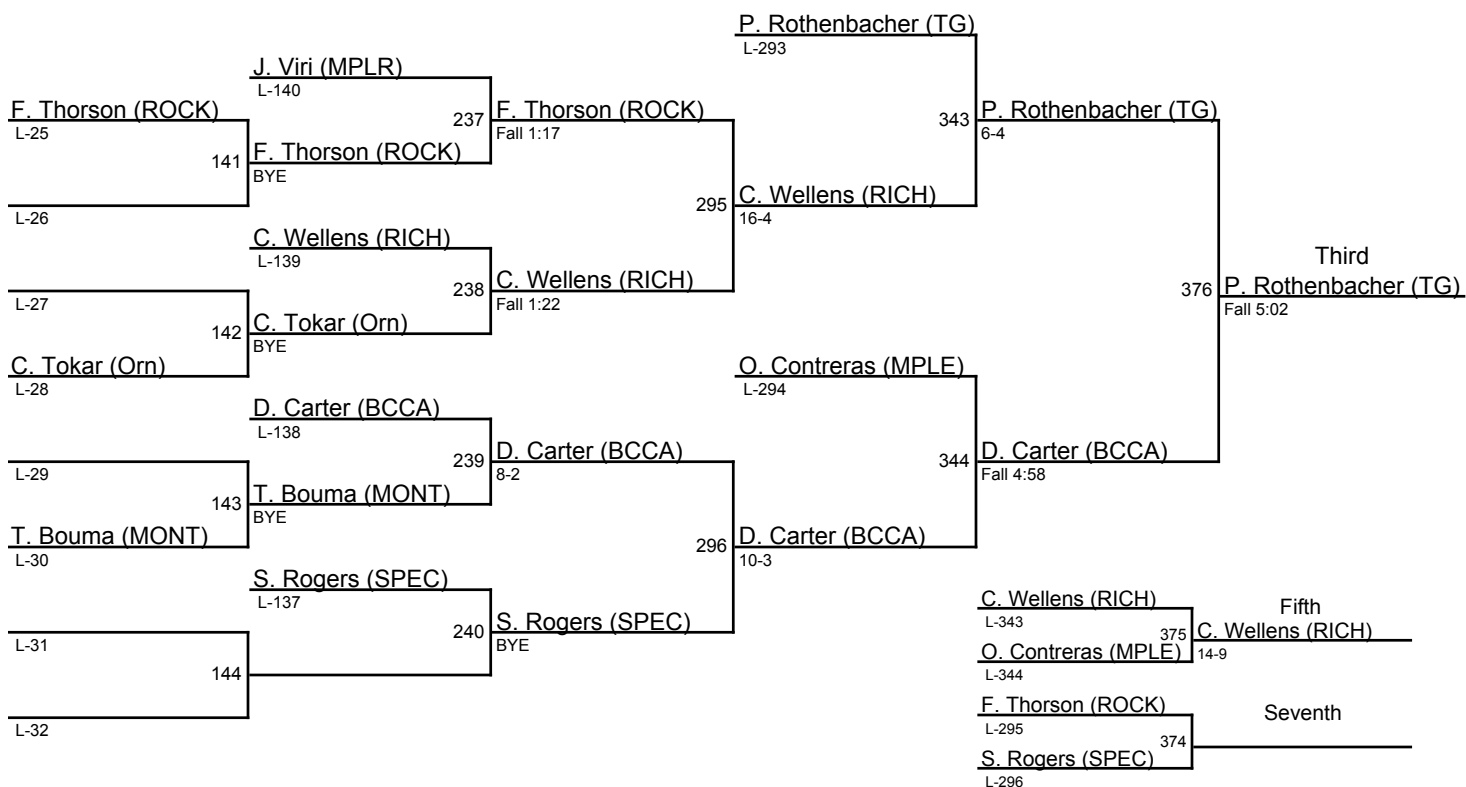 P. Rothenbacher (TG)
L-293
J. Viri (MPLR)
L-140
F. Thorson (ROCK)
L-25
237
F. Thorson (ROCK)
Fall 1:17
343
P. Rothenbacher (TG)
6-4
141
F. Thorson (ROCK)
BYE
L-26
295
C. Wellens (RICH)
16-4
C. Wellens (RICH)
L-139
Third
L-27
238
C. Wellens (RICH)
Fall 1:22
376
P. Rothenbacher (TG)
Fall 5:02
142
C. Tokar (Orn)
BYE
C. Tokar (Orn)
L-28
O. Contreras (MPLE)
L-294
D. Carter (BCCA)
L-138
L-29
239
D. Carter (BCCA)
8-2
344
D. Carter (BCCA)
Fall 4:58
143
T. Bouma (MONT)
BYE
T. Bouma (MONT)
L-30
296
D. Carter (BCCA)
10-3
S. Rogers (SPEC)
L-137
L-31
240
S. Rogers (SPEC)
BYE
144
L-32
C. Wellens (RICH)
L-343
Fifth
375
C. Wellens (RICH)
14-9
O. Contreras (MPLE)
L-344
F. Thorson (ROCK)
L-295
Seventh
374
S. Rogers (SPEC)
L-296